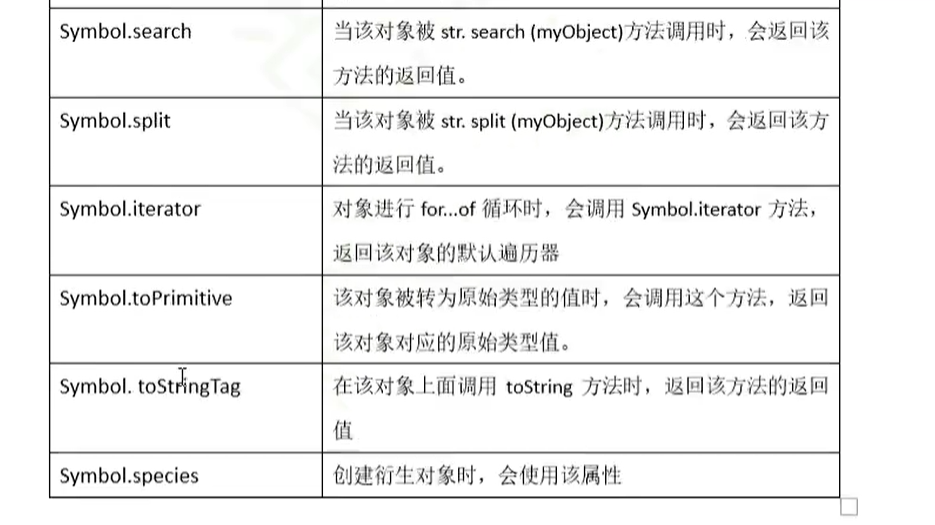 Symbol.search
当该对象被 str. search (myObject)方法调用时，会返回该
方法的返回值。
Symbol.split
当该对象被 str. split (myObject)方法调用时，会返回该方
法的返回值。
Symbol.iterator
对象进行 for...of 循环时，会调用 Symbol.iterator 方法，
返回该对象的默认遍历器
Symbol.toPrimitive
该对象被转为原始类型的值时，会调用这个方法，返回
该对象对应的原始类型值。
Symbol. toStringTag
在该对象上面调用 toString 方法时，返回该方法的返回
值
Symbol.species
创建衍生对象时，会使用该属性